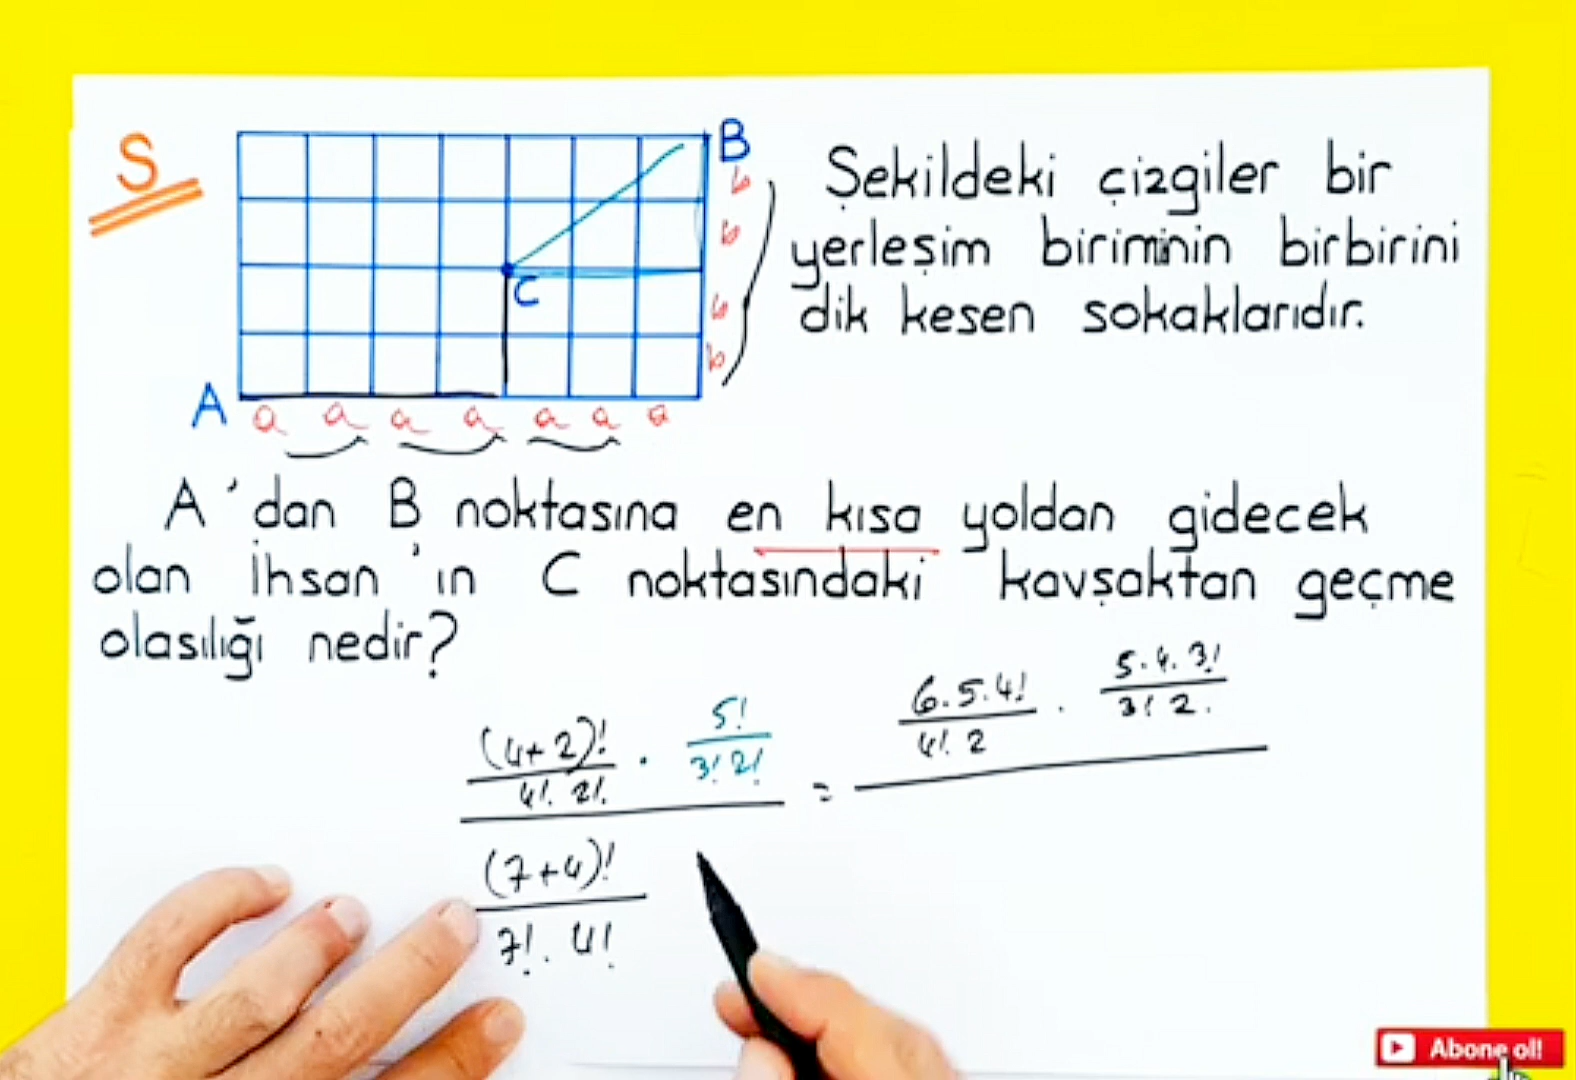 S
B
C
A
b
b
b
b
a a a a a a a
Şekildeki çizgiler bir
yerleşim biriminin birbirini
dik kesen sokaklarıdır.
A'dan B noktasına en kısa yoldan gidecek
olan İhsan'ın C noktasındaki kavşaktan geçme
olasılığı nedir?
(4+2)! / 4!. 2!. · 5! / 3! 2!
(7+4)! / 7!. 4!
= 6.5.4! / 4!. 2 . 5.4.3! / 3! 2.
Abone ol!